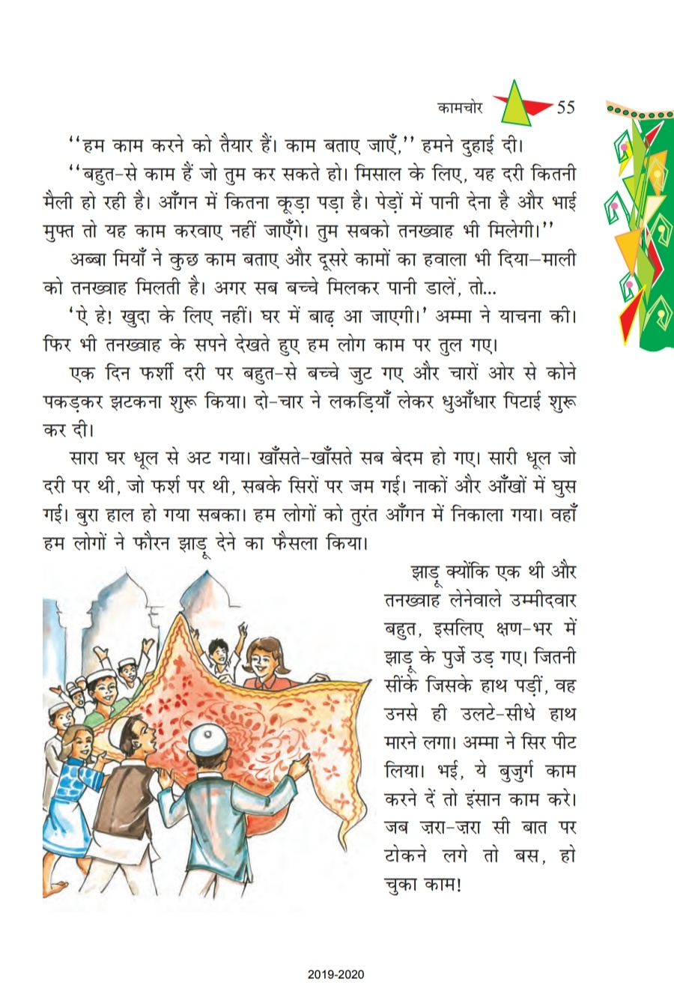 कामचोर 55
‘‘हम काम करने को तैयार हैं। काम बताए जाएँ,’’ हमने दुहाई दी।
‘‘बहुत-से काम हैं जो तुम कर सकते हो। मिसाल के लिए, यह दरी कितनी
मैली हो रही है। आँगन में कितना कूड़ा पड़ा है। पेड़ों में पानी देना है और भाई
मुफ्त तो यह काम करवाए नहीं जाएँगे। तुम सबको तनख्वाह भी मिलेगी।’’
अब्बा मियाँ ने कुछ काम बताए और दूसरे कामों का हवाला भी दिया–माली
को तनख्वाह मिलती है। अगर सब बच्चे मिलकर पानी डालें, तो...
‘ऐ हे! खुदा के लिए नहीं। घर में बाढ़ आ जाएगी।’ अम्मा ने याचना की।
फिर भी तनख्वाह के सपने देखते हुए हम लोग काम पर तुल गए।
एक दिन फर्शी दरी पर बहुत-से बच्चे जुट गए और चारों ओर से कोने
पकड़कर झटकना शुरू किया। दो-चार ने लकड़ियाँ लेकर धुआँधार पिटाई शुरू
कर दी।
सारा घर धूल से अट गया। खाँसते-खाँसते सब बेदम हो गए। सारी धूल जो
दरी पर थी, जो फर्श पर थी, सबके सिरों पर जम गई। नाकों और आँखों में घुस
गई। बुरा हाल हो गया सबका। हम लोगों को तुरंत आँगन में निकाला गया। वहाँ
हम लोगों ने फौरन झाड़ू देने का फैसला किया।
झाड़ू क्योंकि एक थी और
तनख्वाह लेनेवाले उम्मीदवार
बहुत, इसलिए क्षण-भर में
झाड़ू के पुर्जे उड़ गए। जितनी
सींकें जिसके हाथ पड़ीं, वह
उनसे ही उलटे-सीधे हाथ
मारने लगा। अम्मा ने सिर पीट
लिया। भई, ये बुजुर्ग काम
करने दें तो इंसान काम करे।
जब ज़रा-ज़रा सी बात पर
टोकने लगे तो बस, हो
चुका काम!
2019-2020